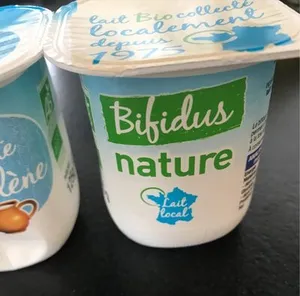 lait Bio collecté
localement
depuis
1975
Bifidus
nature
Lait
local